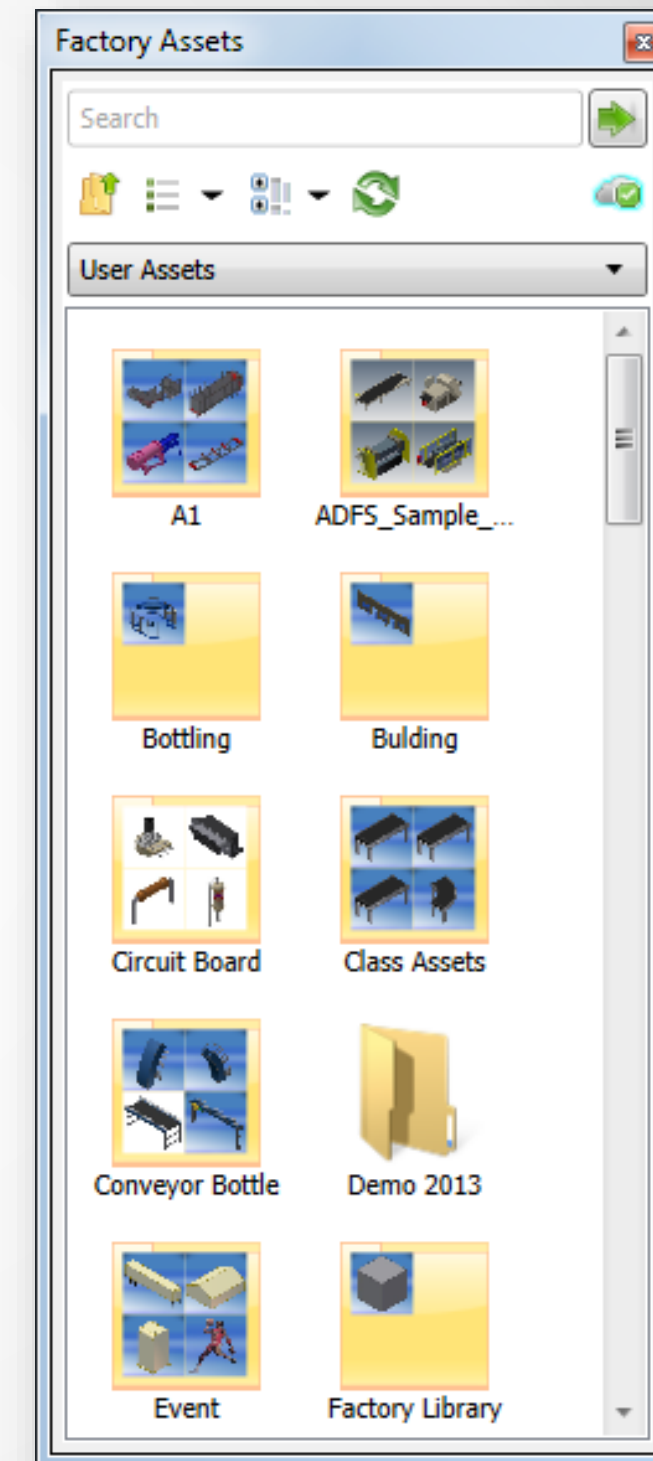 Factory Assets
Search
User Assets
A1
ADFS_Sample_...
Bottling
Bulding
Circuit Board
Class Assets
Conveyor Bottle
Demo 2013
Event
Factory Library